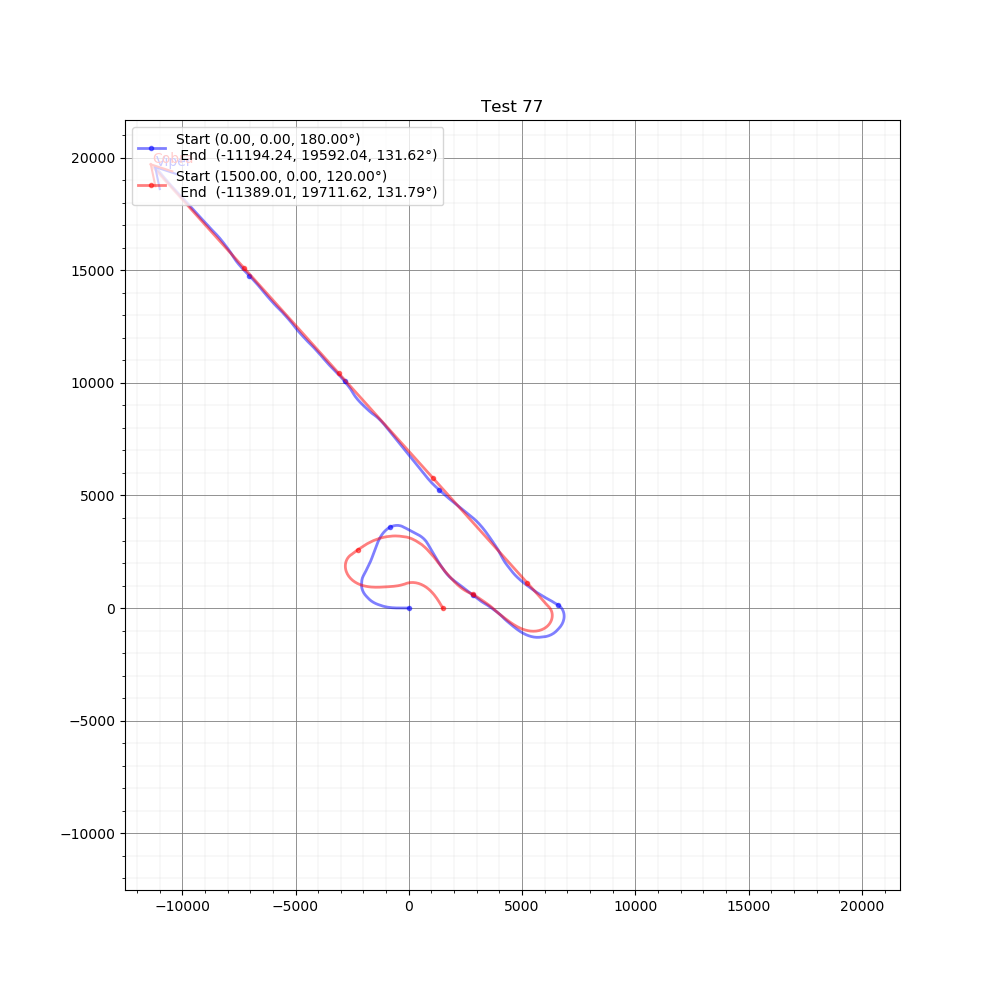 Test 77
Start (0.00, 0.00, 180.00°)
End (-11194.24, 19592.04, 131.62°)
Start (1500.00, 0.00, 120.00°)
End (-11389.01, 19711.62, 131.79°)
Viper
20000
15000
10000
5000
0
−5000
−10000
−10000 −5000 0 5000 10000 15000 20000